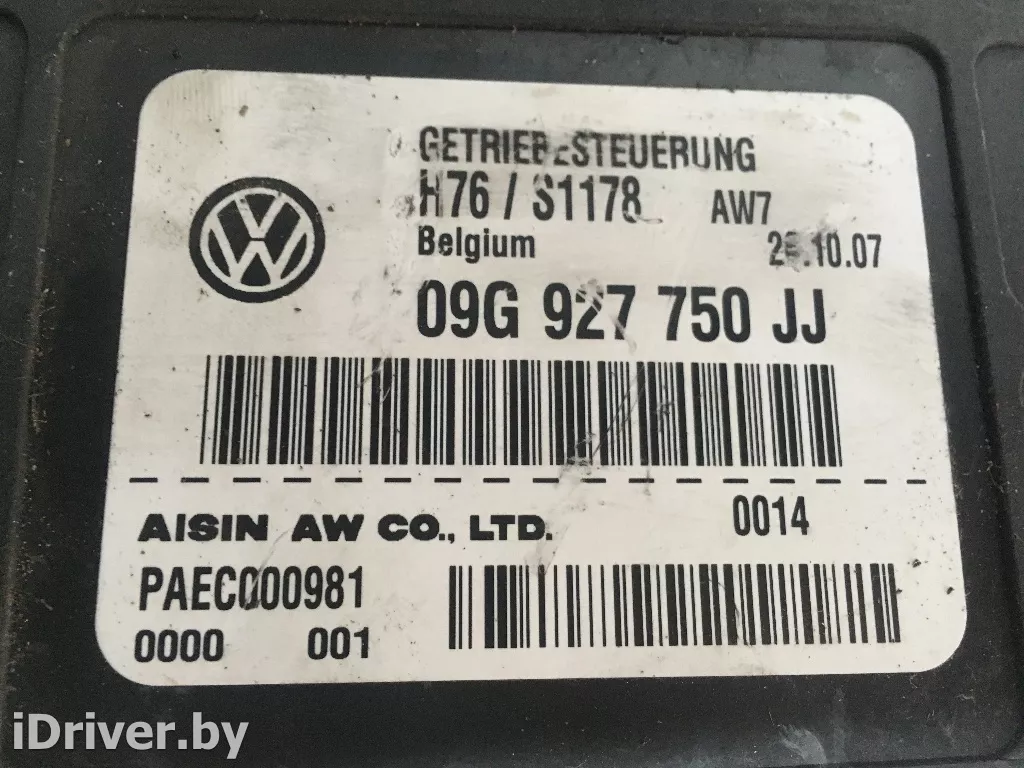 GETRIEBESTEUERUNG
H76 / S1178 AW7
Belgium
09G 927 750 JJ
AISIN AW CO., LTD. 0014
PAEC000981
0000 001
iDriver.by